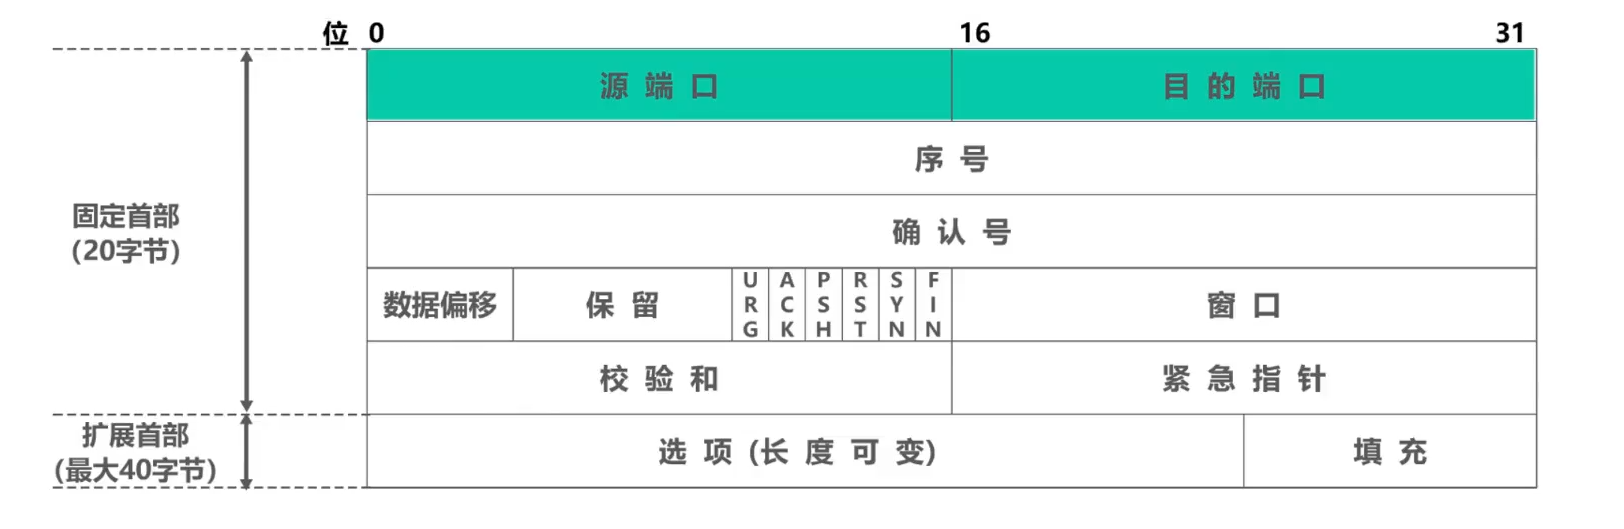 位 0 16 31
源端口 目的端口
序号
确认号
固定首部
(20字节)
数据偏移 保留 URG ACK PSH RST SYN FIN 窗口
校验和 紧急指针
扩展首部
(最大40字节)
选项(长度可变) 填充